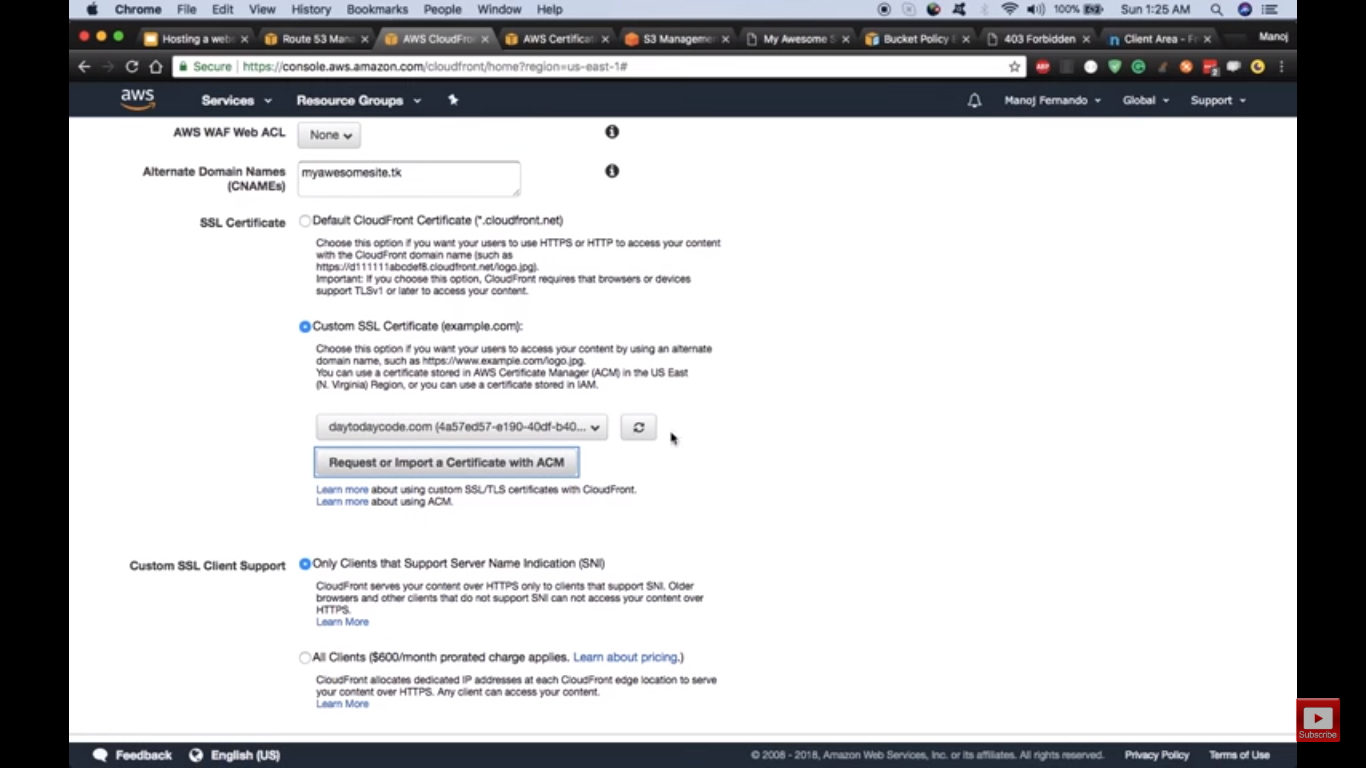 Chrome File Edit View History Bookmarks People Window Help 100% Sun 1:25 AM
Hosting a web Route 53 Man AWS CloudFro AWS Certificat S3 Managemen My Awesome S Bucket Policy E 403 Forbidden Client Area - F Manoj
Secure https://console.aws.amazon.com/cloudfront/home?region=us-east-1#
aws Services Resource Groups Manoj Fernando Global Support
AWS WAF Web ACL None
Alternate Domain Names
(CNAMEs)
myawesomesite.tk
SSL Certificate Default CloudFront Certificate (*.cloudfront.net)
Choose this option if you want your users to use HTTPS or HTTP to access your content
with the CloudFront domain name (such as
https://d111111abcdef8.cloudfront.net/logo.jpg).
Important: If you choose this option, CloudFront requires that browsers or devices
support TLSv1 or later to access your content.
Custom SSL Certificate (example.com):
Choose this option if you want your users to access your content by using an alternate
domain name, such as https://www.example.com/logo.jpg.
You can use a certificate stored in AWS Certificate Manager (ACM) in the US East
(N. Virginia) Region, or you can use a certificate stored in IAM.
daytodaycode.com (4a57ed57-e190-40df-b40...
Request or Import a Certificate with ACM
Learn more about using custom SSL/TLS certificates with CloudFront.
Learn more about using ACM.
Custom SSL Client Support Only Clients that Support Server Name Indication (SNI)
CloudFront serves your content over HTTPS only to clients that support SNI. Older
browsers and other clients that do not support SNI can not access your content over
HTTPS.
Learn More
All Clients ($600/month prorated charge applies. Learn about pricing.)
CloudFront allocates dedicated IP addresses at each CloudFront edge location to serve
your content over HTTPS. Any client can access your content.
Learn More
Subscribe
Feedback English (US) © 2008 - 2018, Amazon Web Services, Inc. or its affiliates. All rights reserved. Privacy Policy Terms of Use